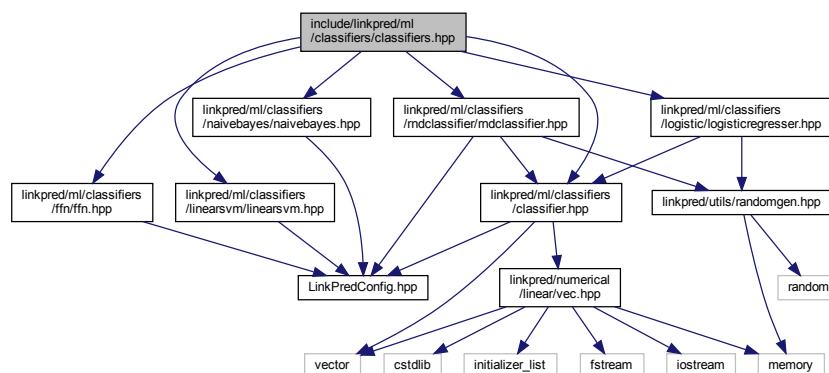 include/linkpred/ml
/classifiers/classifiers.hpp
linkpred/ml/classifiers
/naivebayes/naivebayes.hpp
linkpred/ml/classifiers
/rndclassifier/rndclassifier.hpp
linkpred/ml/classifiers
/logistic/logisticregresser.hpp
linkpred/ml/classifiers
/ffn/ffn.hpp
linkpred/ml/classifiers
/linearsvm/linearsvm.hpp
linkpred/ml/classifiers
/classifier.hpp
linkpred/utils/randomgen.hpp
LinkPredConfig.hpp
linkpred/numerical
/linear/vec.hpp
random
vector
cstdlib
initializer_list
fstream
iostream
memory